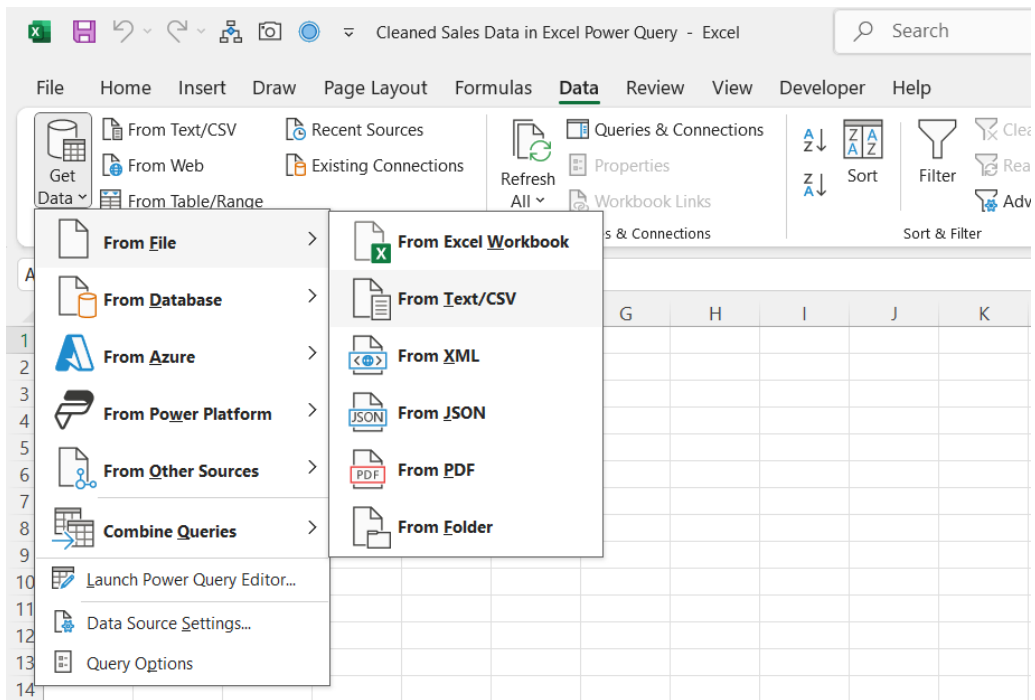 Cleaned Sales Data in Excel Power Query - Excel
Search
File Home Insert Draw Page Layout Formulas Data Review View Developer Help
Get Data
From Text/CSV
From Web
From Table/Range
Recent Sources
Existing Connections
Refresh All
Queries & Connections
Properties
Workbook Links
s & Connections
A Z
Z A
Z A A Z
Sort
Filter
Clea
Rea
Adv
Sort & Filter
A
From File
From Database
From Azure
From Power Platform
From Other Sources
Combine Queries
Launch Power Query Editor...
Data Source Settings...
Query Options
X
From Excel Workbook
From Text/CSV
From XML
JSON
From JSON
PDF
From PDF
From Folder
G H I J K
1
2
3
4
5
6
7
8
9
10
11
12
13
14